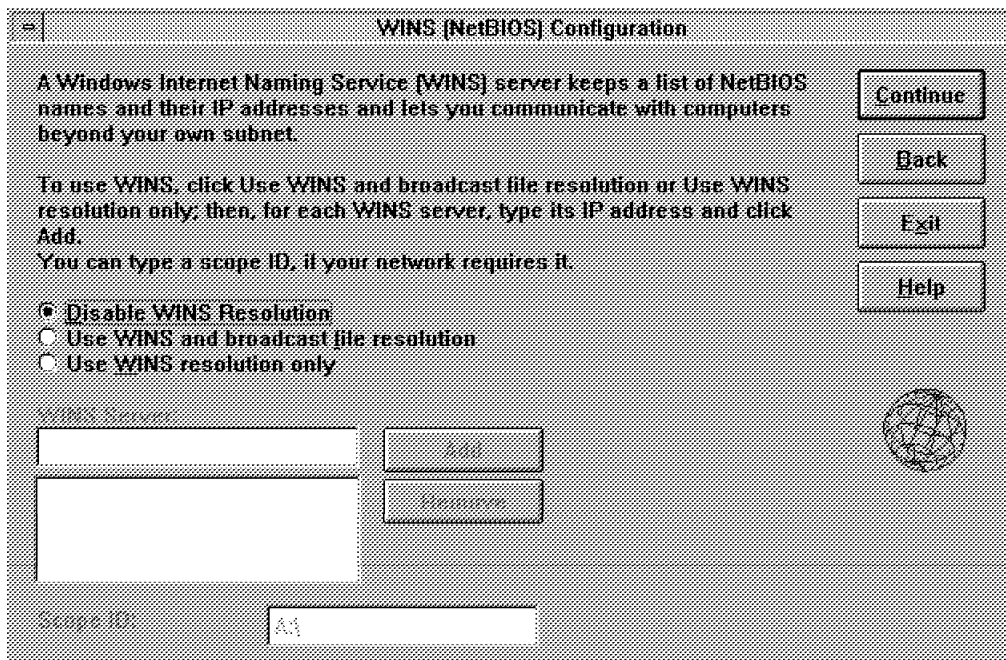 WINS (NetBIOS) Configuration
A Windows Internet Naming Service (WINS) server keeps a list of NetBIOS
names and their IP addresses and lets you communicate with computers
beyond your own subnet.
To use WINS, click Use WINS and broadcast file resolution or Use WINS
resolution only; then, for each WINS server, type its IP address and click
Add.
You can type a scope ID, if your network requires it.
Disable WINS Resolution
Use WINS and broadcast file resolution
Use WINS resolution only
WINS Server:
Add
Remove
Scope ID:
A:\
Continue
Back
Exit
Help